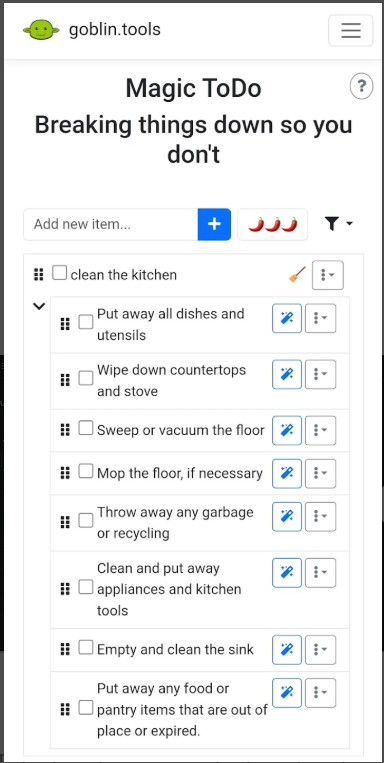 goblin.tools
Magic ToDo
?
Breaking things down so you
don't
Add new item...
+
clean the kitchen
Put away all dishes and
utensils
Wipe down countertops
and stove
Sweep or vacuum the floor
Mop the floor, if necessary
Throw away any garbage
or recycling
Clean and put away
appliances and kitchen
tools
Empty and clean the sink
Put away any food or
pantry items that are out of
place or expired.